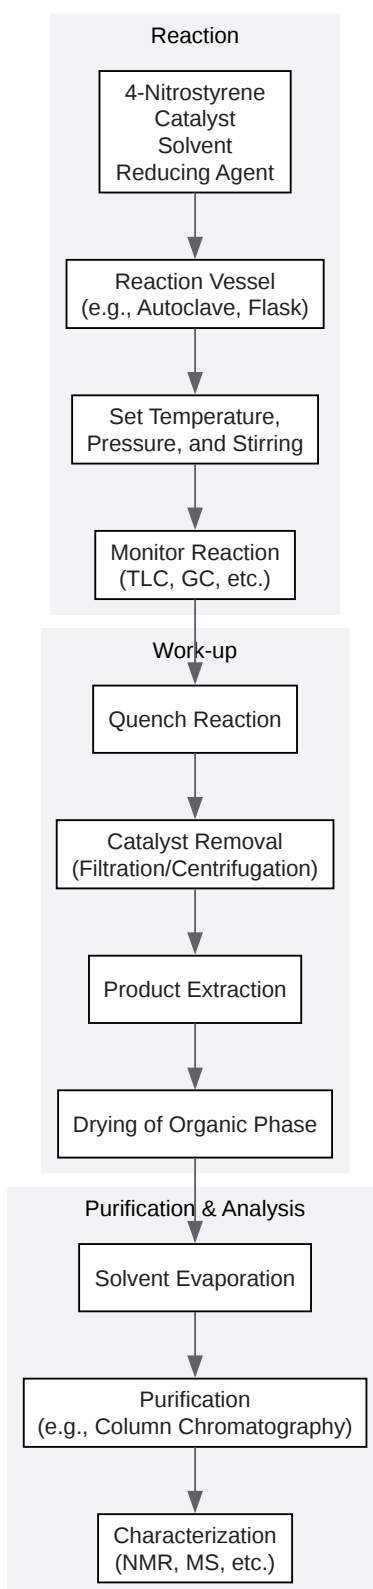 Reaction
4-Nitrostyrene
Catalyst
Solvent
Reducing Agent
Reaction Vessel
(e.g., Autoclave, Flask)
Set Temperature,
Pressure, and Stirring
Monitor Reaction
(TLC, GC, etc.)
Work-up
Quench Reaction
Catalyst Removal
(Filtration/Centrifugation)
Product Extraction
Drying of Organic Phase
Purification & Analysis
Solvent Evaporation
Purification
(e.g., Column Chromatography)
Characterization
(NMR, MS, etc.)